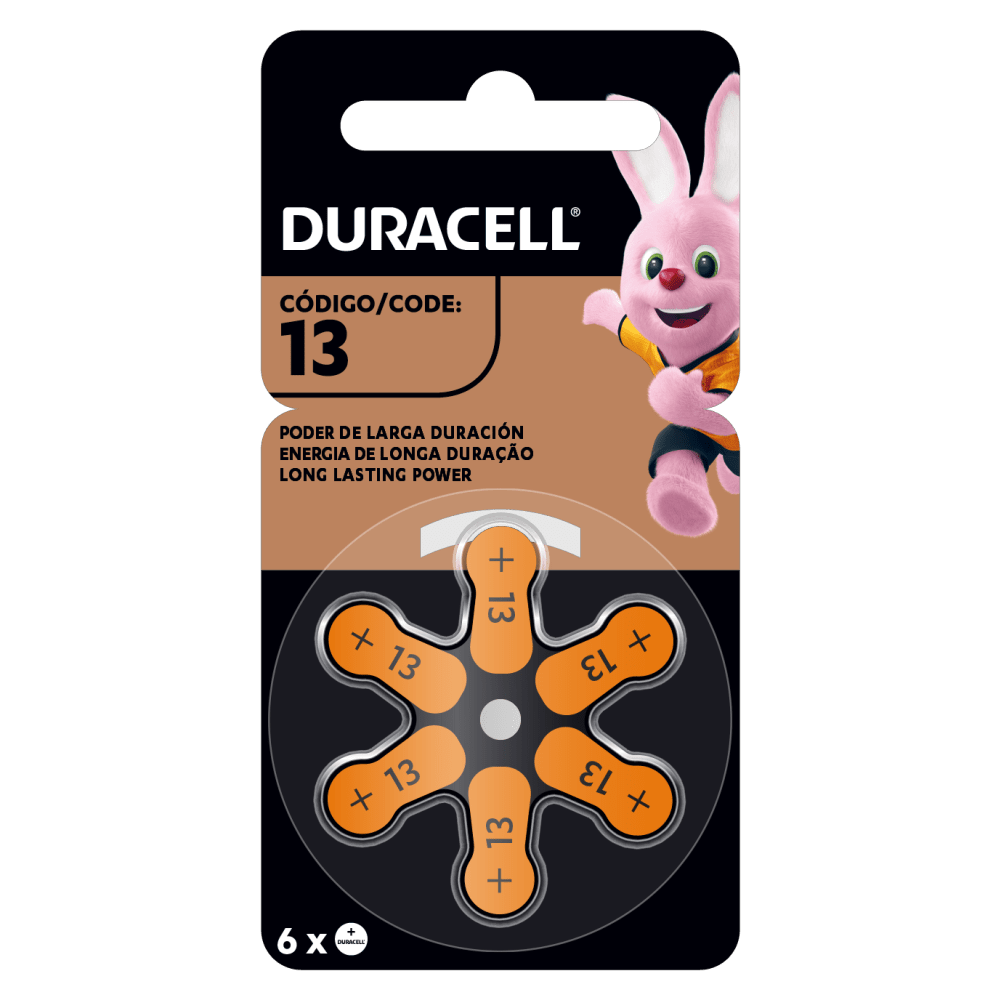 DURACELL®
CÓDIGO/CODE:
13
PODER DE LARGA DURACIÓN
ENERGIA DE LONGA DURAÇÃO
LONG LASTING POWER
+
13
+ 13
13 +
+ 13
13 +
13
+
6 x + DURACELL